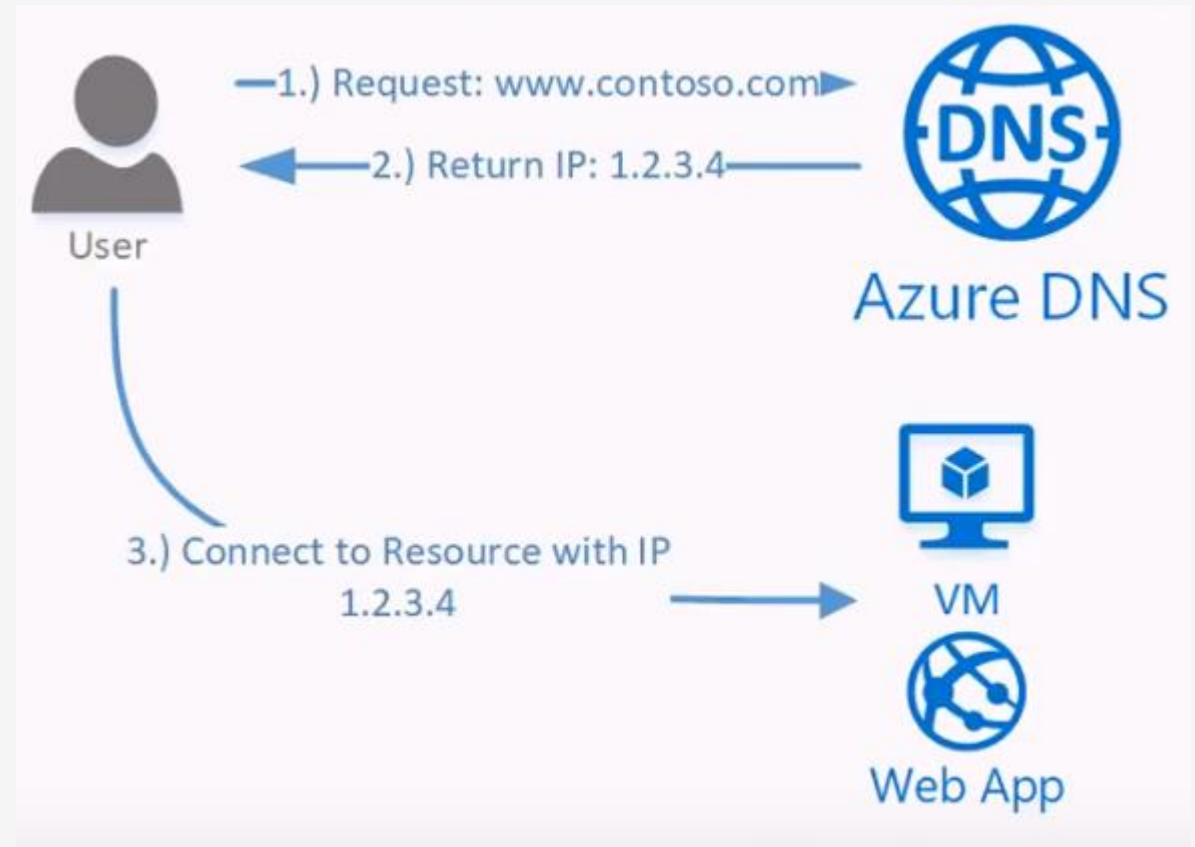 1.) Request: www.contoso.com
DNS
2.) Return IP: 1.2.3.4
User
Azure DNS
3.) Connect to Resource with IP
1.2.3.4
VM
Web App